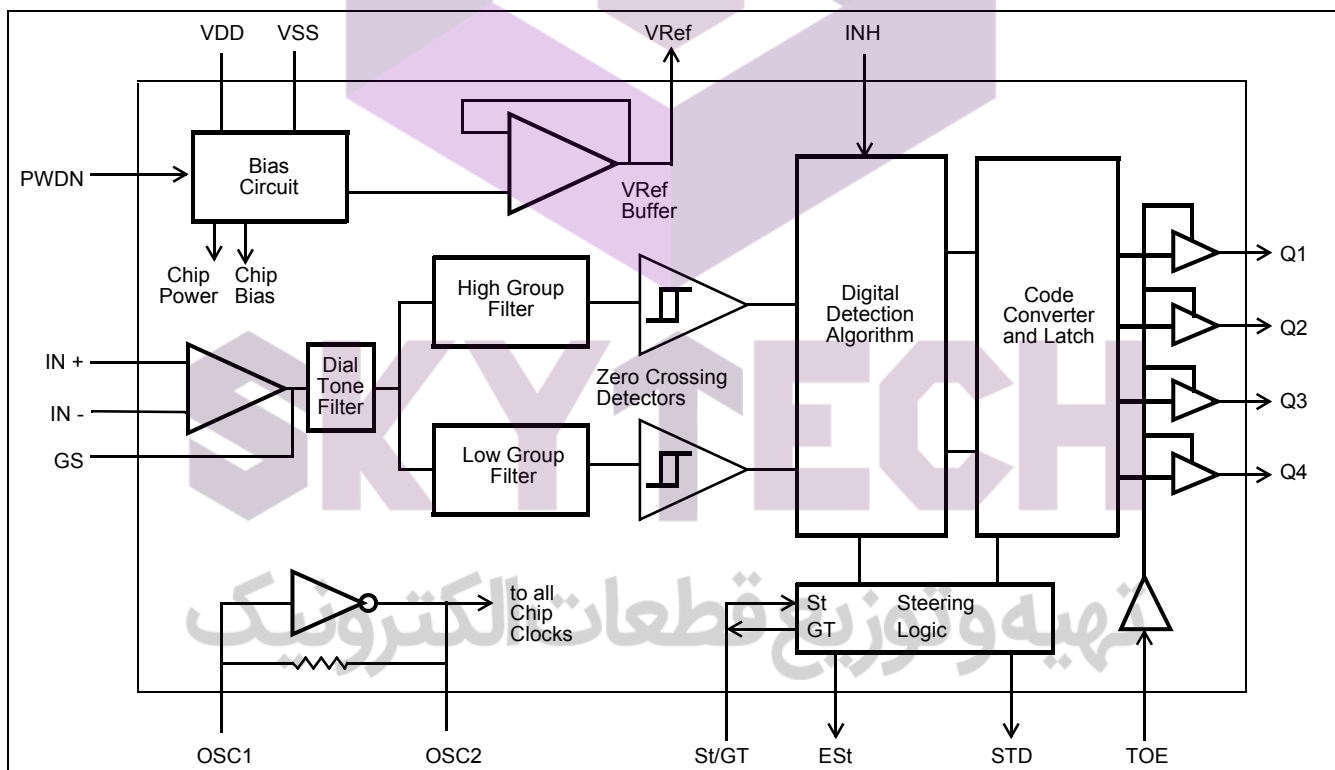 VDD
VSS
VRef
INH
PWDN
Bias
Circuit
VRef
Buffer
Chip
Power
Chip
Bias
High Group
Filter
Digital
Detection
Algorithm
Code
Converter
and Latch
Q1
Q2
Q3
Q4
IN +
IN -
GS
Dial
Tone
Filter
Zero Crossing
Detectors
Low Group
Filter
SKYTECH
to all
Chip
Clocks
St
GT
Steering
Logic
تهیه و توزیع قطعات الکترونیک
OSC1
OSC2
St/GT
ESt
STD
TOE